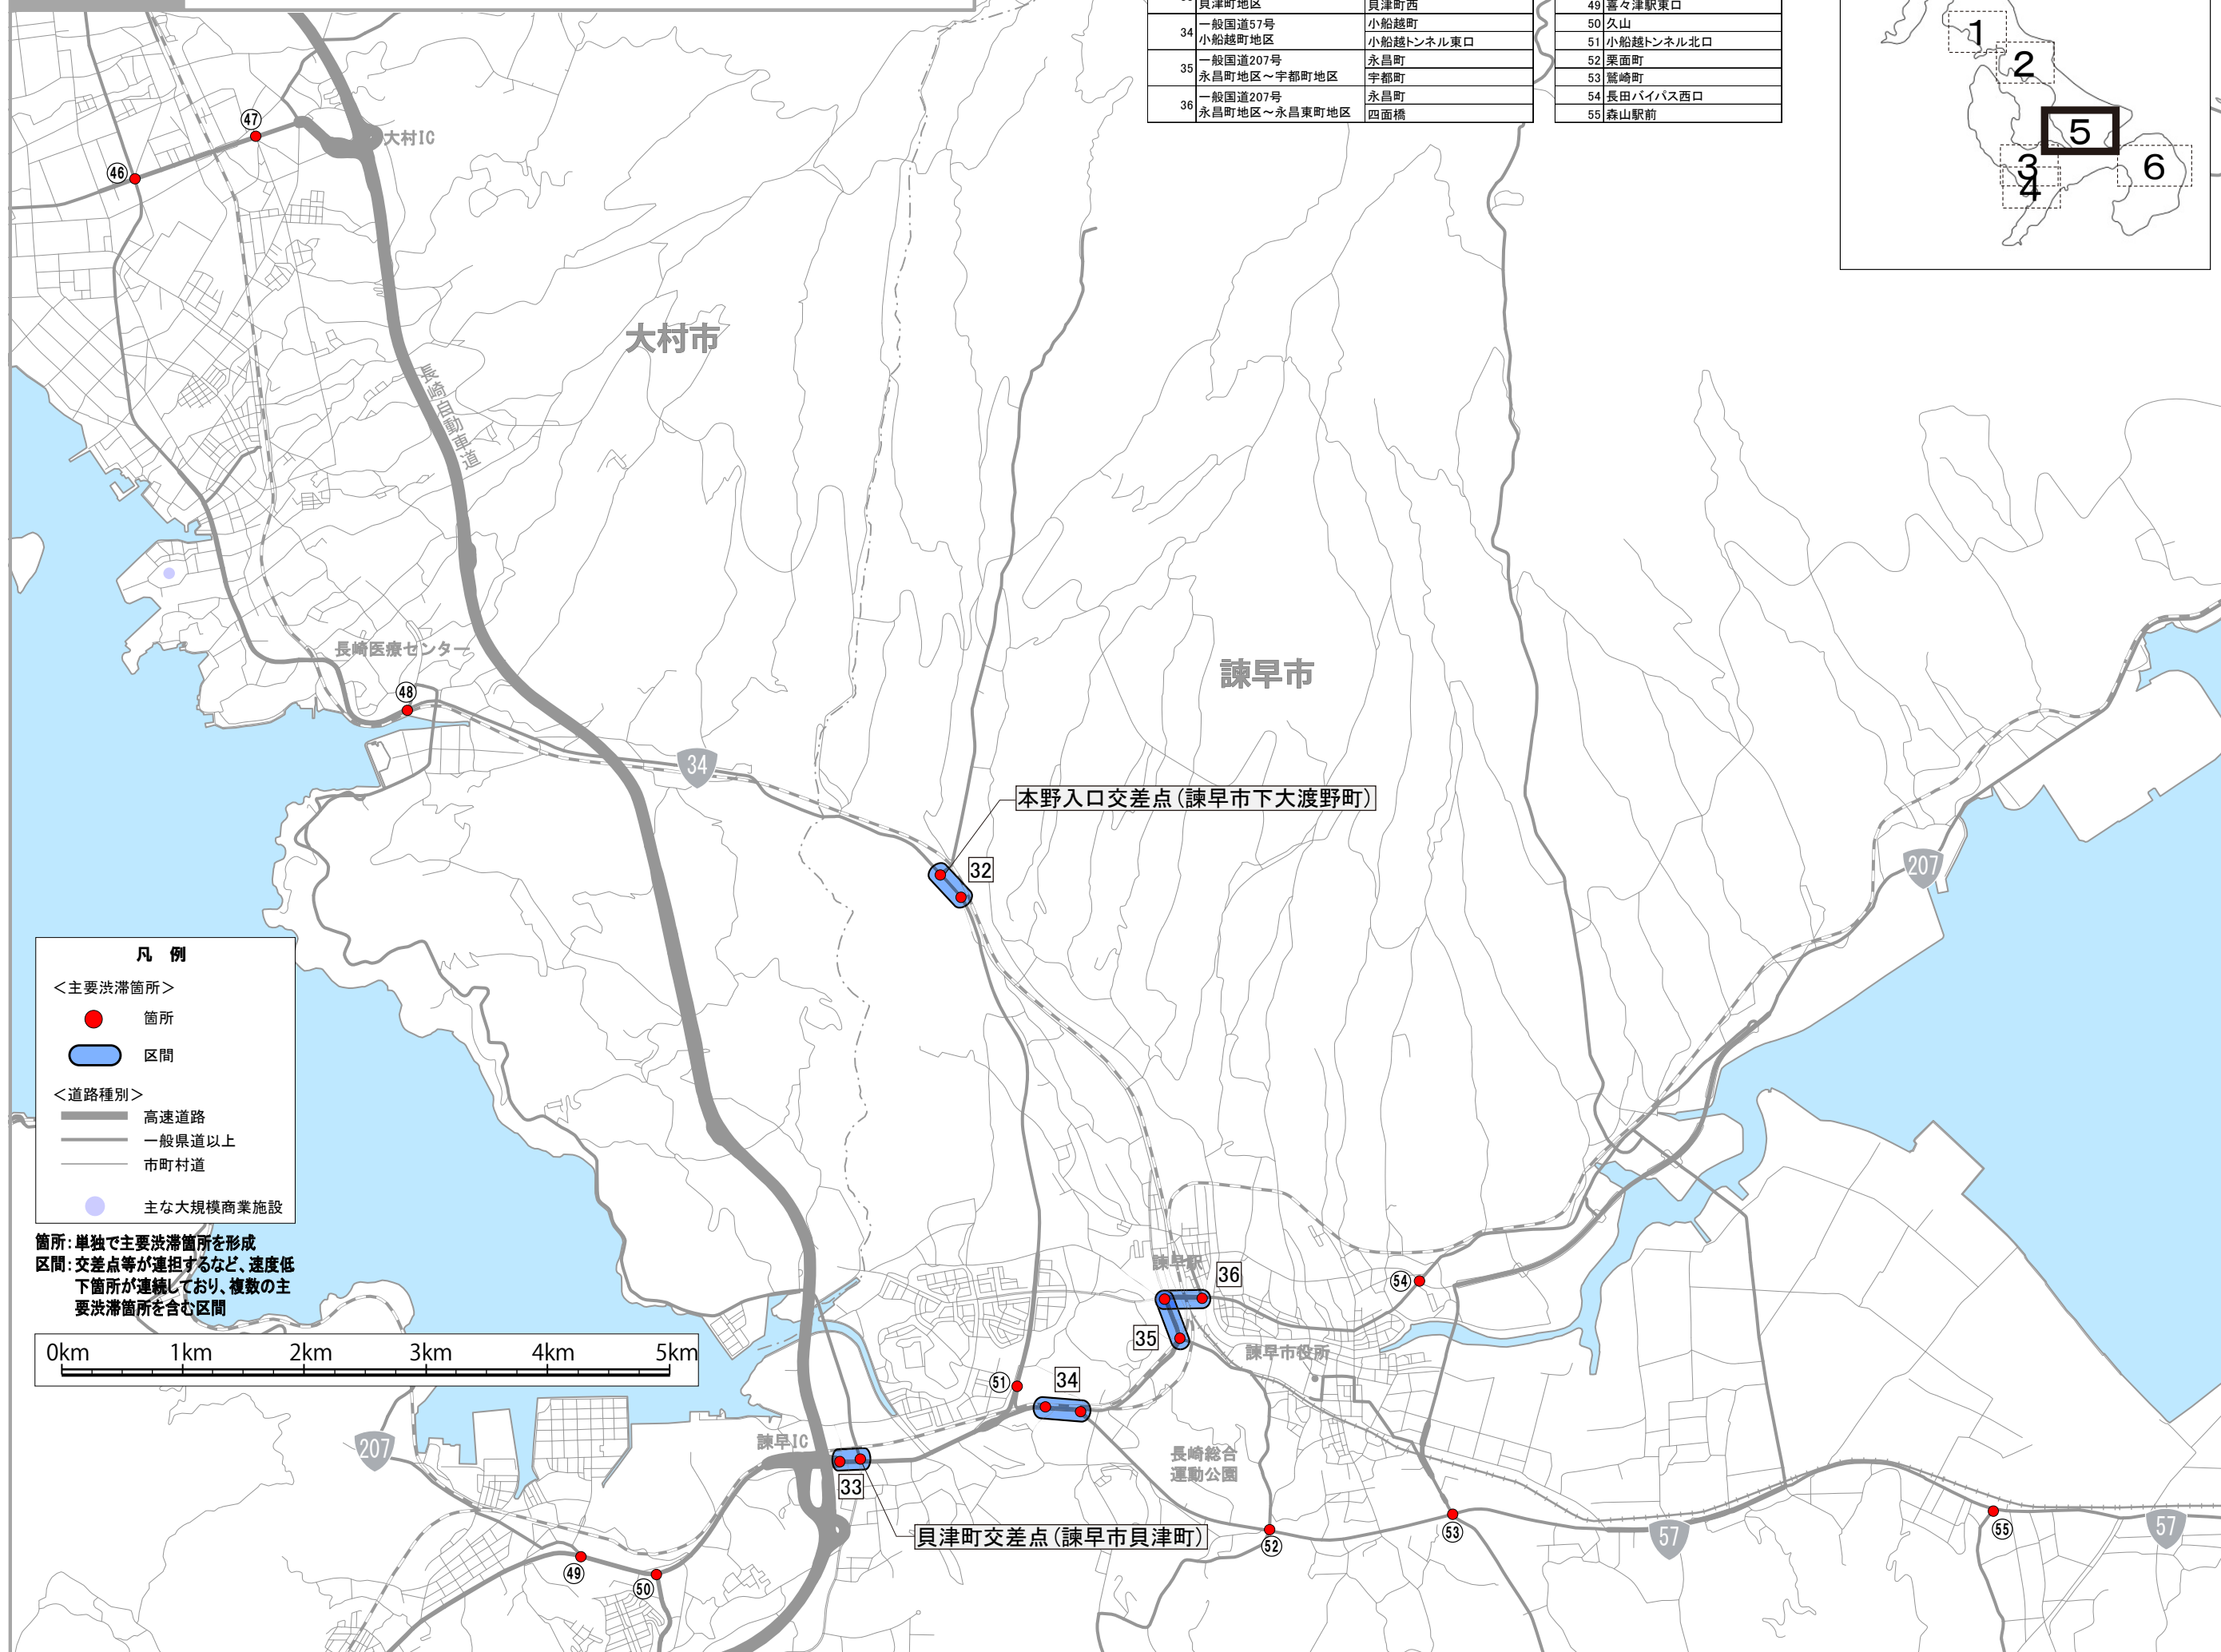 貝津町地区 貝津町西
34 一般国道57号 小船越町
小船越町地区 小船越トンネル東口
35 一般国道207号 永昌町
永昌町地区～宇都町地区 宇都町
36 一般国道207号 永昌町
永昌町地区～永昌東町地区 四面橋
49 喜々津駅東口
50 久山
51 小船越トンネル北口
52 栗面町
53 鷲崎町
54 長田バイパス西口
55 森山駅前
1
2
5
3
4
6
47
46
大村IC
大村市
長崎自動車道
長崎医療センター
48
34
諫早市
本野入口交差点(諫早市下大渡野町)
32
207
凡 例
＜主要渋滞箇所＞
箇所
区間
＜道路種別＞
高速道路
一般県道以上
市町村道
主な大規模商業施設
箇所：単独で主要渋滞箇所を形成
区間：交差点等が連担するなど、速度低
下箇所が連続しており、複数の主
要渋滞箇所を含む区間
0km 1km 2km 3km 4km 5km
諫早駅
36
54
35
諫早市役所
51
34
207
諫早IC
33
長崎総合
運動公園
貝津町交差点(諫早市貝津町)
49
50
52
53
57
55
57